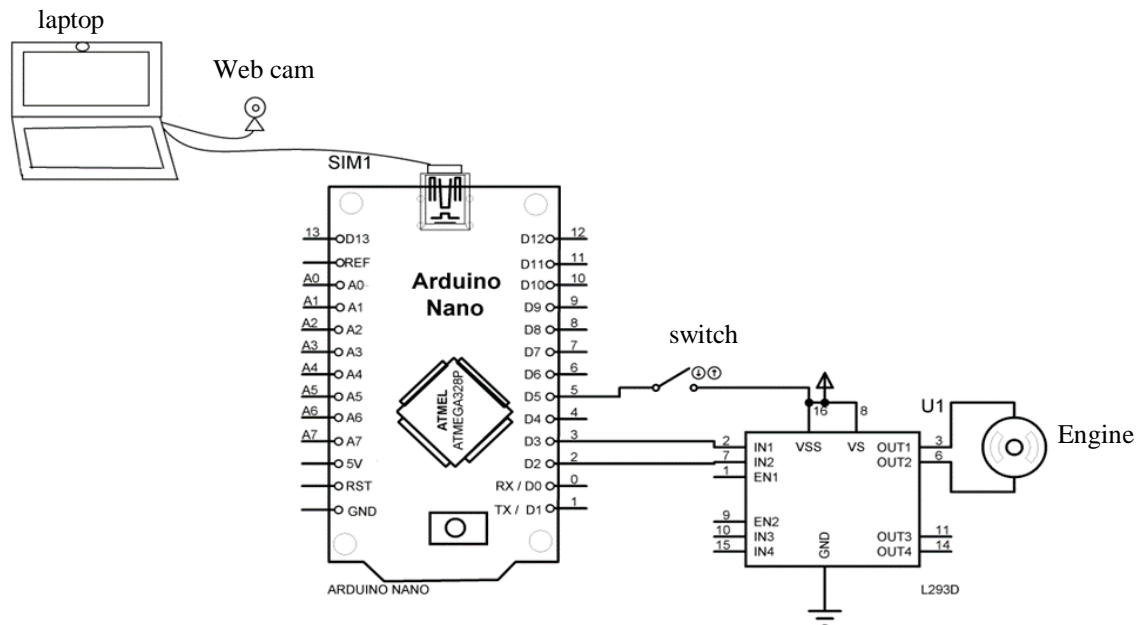 laptop
Web cam
SIM1
13 D13
REF
A0 A0
A1 A1
A2 A2
A3 A3
A4 A4
A5 A5
A6 A6
A7 A7
5V
RST
GND
Arduino
Nano
ATMEL
ATMEGA328P
D12 12
D11 11
D10 10
D9 9
D8 8
D7 7
D6 6
D5 5
D4 4
D3 3
D2 2
RX / D0 0
TX / D1 1
ARDUINO NANO
switch
16 8
U1
2 IN1 VSS VS OUT1 3
7 IN2 OUT2 6
1 EN1
9 EN2
10 IN3 GND OUT3 11
15 IN4 OUT4 14
L293D
Engine